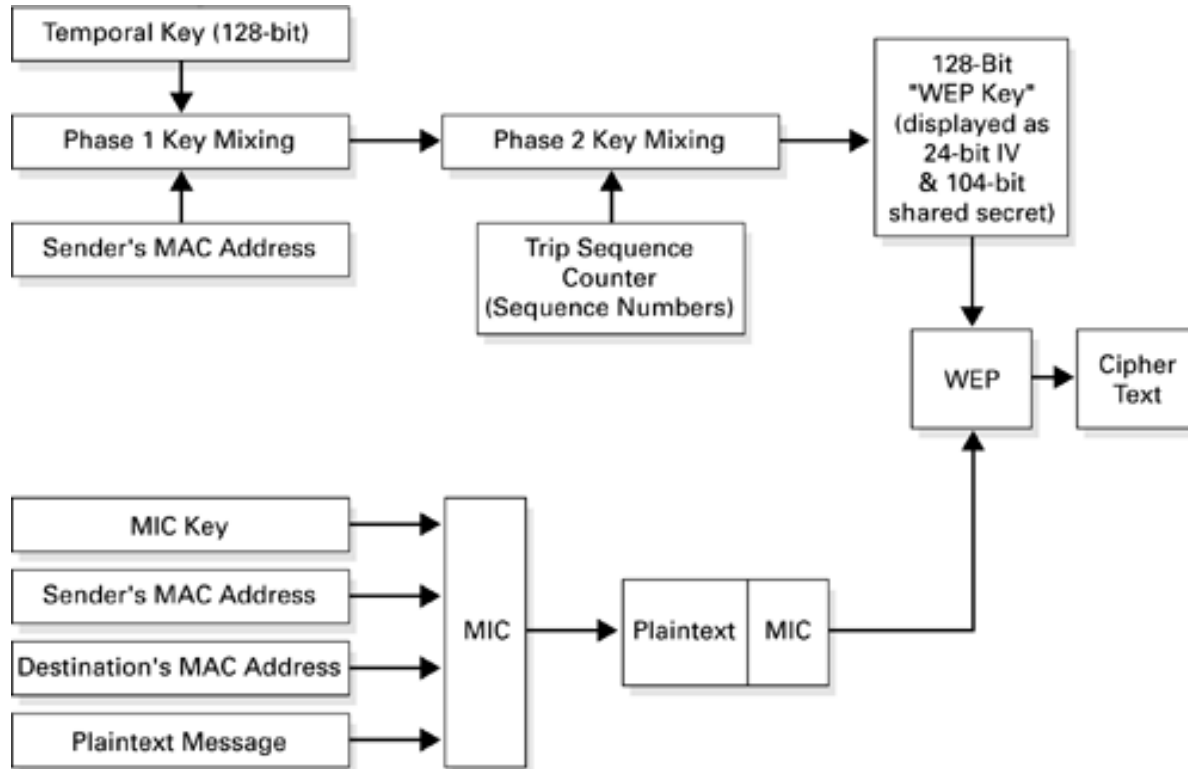 Temporal Key (128-bit)
Phase 1 Key Mixing
Sender's MAC Address
Phase 2 Key Mixing
Trip Sequence
Counter
(Sequence Numbers)
128-Bit
"WEP Key"
(displayed as
24-bit IV
& 104-bit
shared secret)
WEP
Cipher
Text
MIC Key
Sender's MAC Address
Destination's MAC Address
Plaintext Message
MIC
Plaintext
MIC